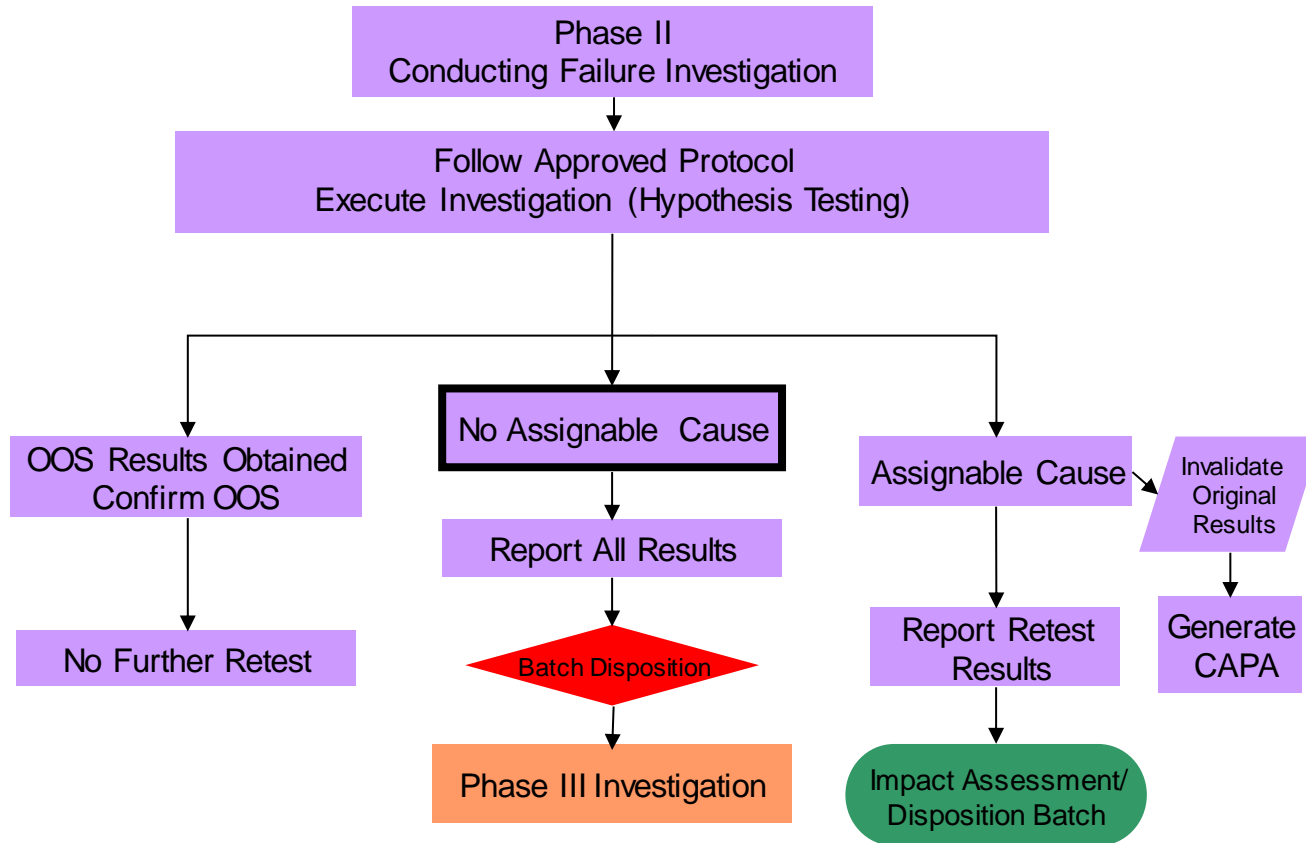 Phase II
Conducting Failure Investigation
Follow Approved Protocol
Execute Investigation (Hypothesis Testing)
OOS Results Obtained
Confirm OOS
No Further Retest
No Assignable Cause
Report All Results
Batch Disposition
Phase III Investigation
Assignable Cause
Report Retest
Results
Impact Assessment/
Disposition Batch
Invalidate
Original
Results
Generate
CAPA